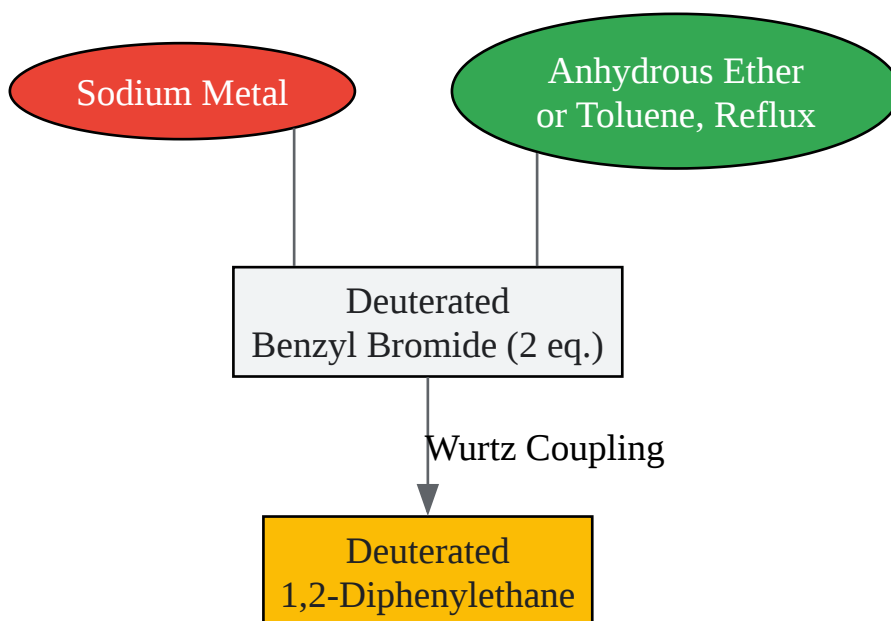 Sodium Metal
Anhydrous Ether
or Toluene, Reflux
Deuterated
Benzyl Bromide (2 eq.)
Wurtz Coupling
Deuterated
1,2-Diphenylethane